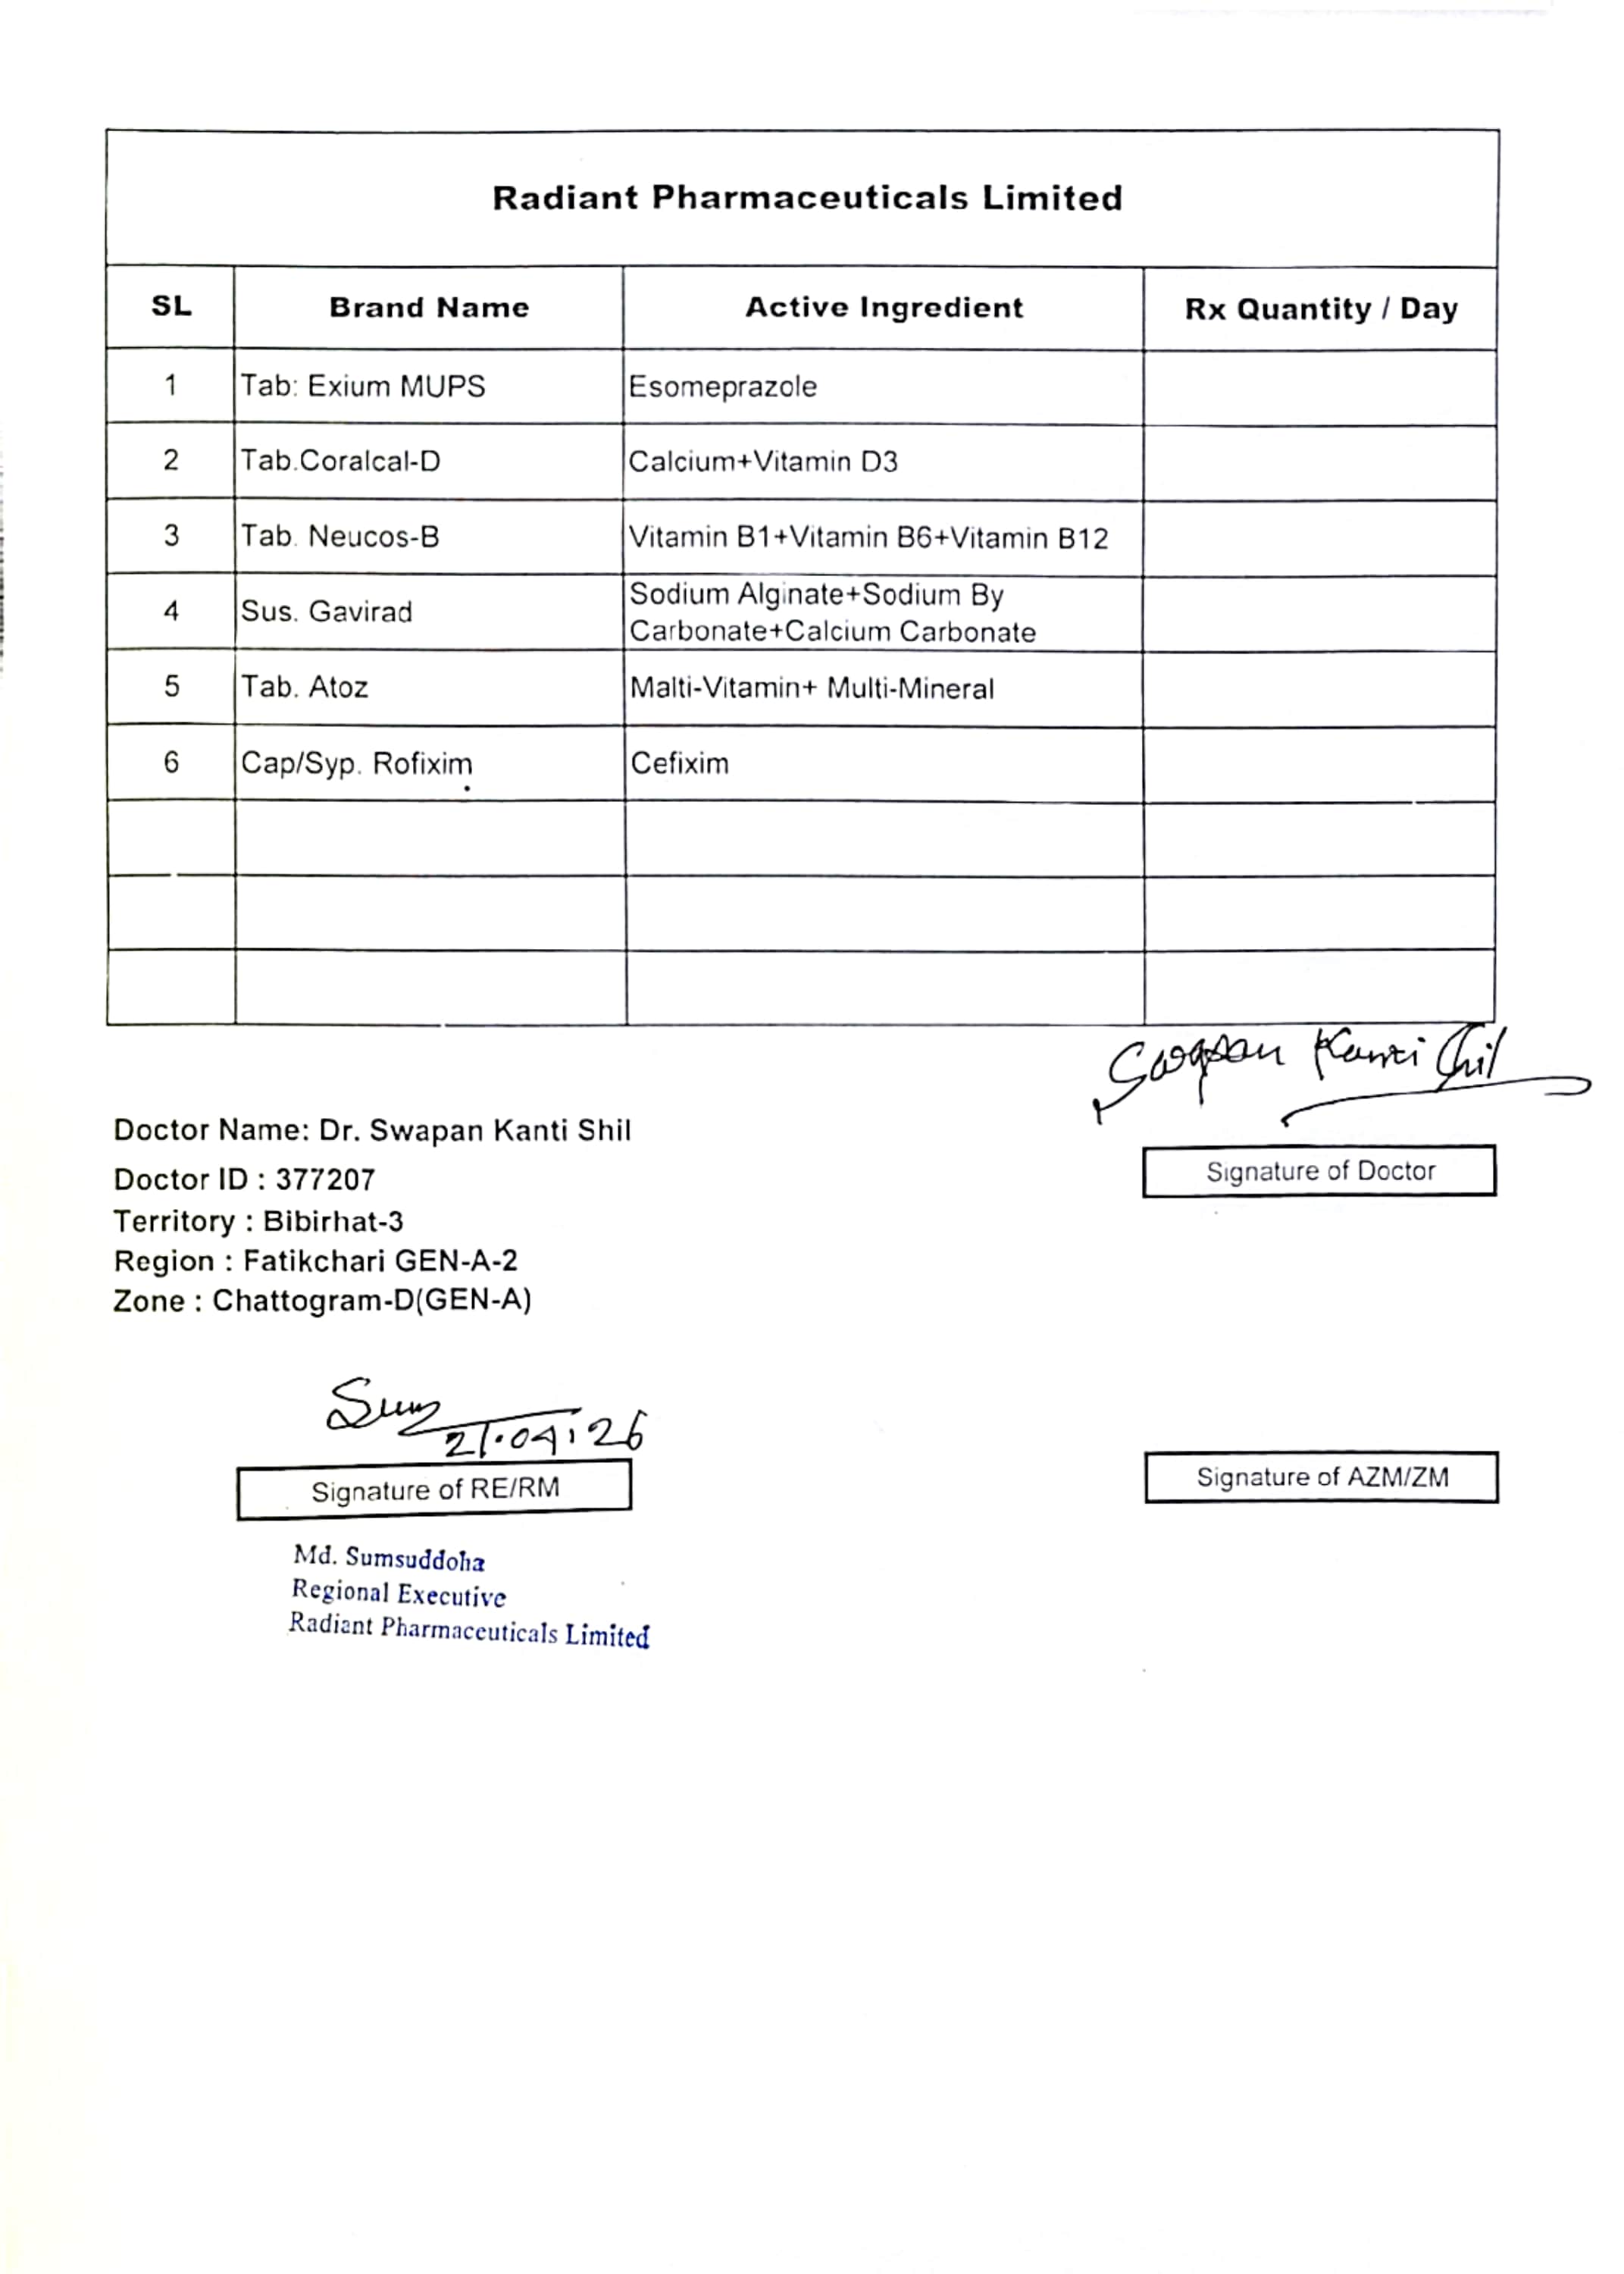 Radiant Pharmaceuticals Limited
SL Brand Name Active Ingredient Rx Quantity / Day
1 Tab: Exium MUPS Esomeprazole
2 Tab.Coralcal-D Calcium+Vitamin D3
3 Tab. Neucos-B Vitamin B1+Vitamin B6+Vitamin B12
4 Sus. Gavirad Sodium Alginate+Sodium By
Carbonate+Calcium Carbonate
5 Tab. Atoz Malti-Vitamin+ Multi-Mineral
6 Cap/Syp. Rofixim Cefixim
Swapan Kanti Shil
Doctor Name: Dr. Swapan Kanti Shil
Signature of Doctor
Doctor ID : 377207
Territory : Bibirhat-3
Region : Fatikchari GEN-A-2
Zone : Chattogram-D(GEN-A)
21.04.26
Signature of RE/RM
Signature of AZM/ZM
Md. Sumsuddoha
Regional Executive
Radiant Pharmaceuticals Limited